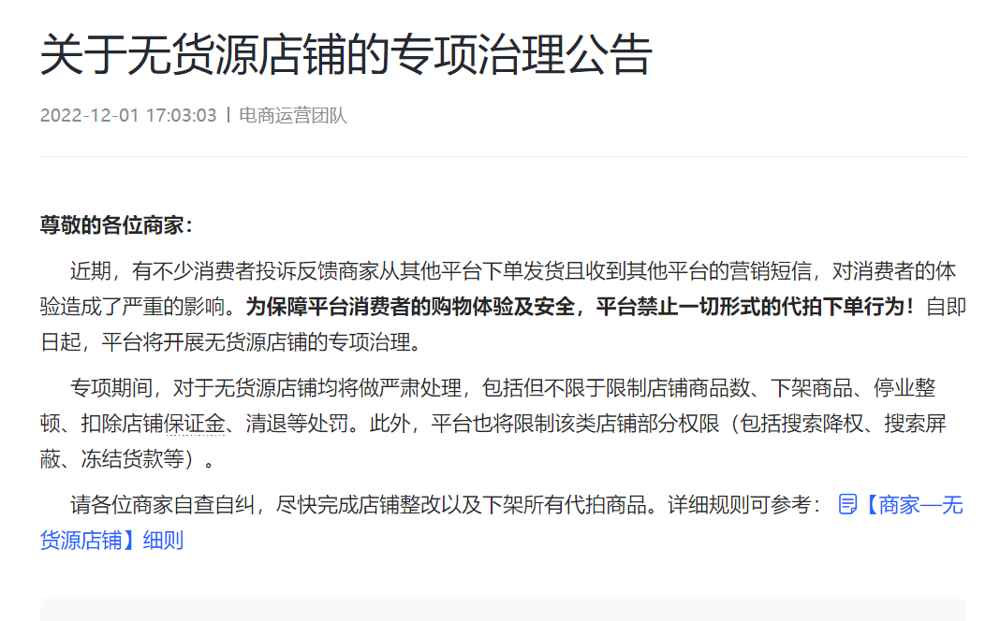 关于无货源店铺的专项治理公告
2022-12-01 17:03:03 | 电商运营团队
尊敬的各位商家：
近期，有不少消费者投诉反馈商家从其他平台下单发货且收到其他平台的营销短信，对消费者的体
验造成了严重的影响。为保障平台消费者的购物体验及安全，平台禁止一切形式的代拍下单行为！自即
日起，平台将开展无货源店铺的专项治理。
专项期间，对于无货源店铺均将做严肃处理，包括但不限于限制店铺商品数、下架商品、停业整
顿、扣除店铺保证金、清退等处罚。此外，平台也将限制该类店铺部分权限（包括搜索降权、搜索屏
蔽、冻结货款等）。
请各位商家自查自纠，尽快完成店铺整改以及下架所有代拍商品。详细规则可参考：【商家—无
货源店铺】细则